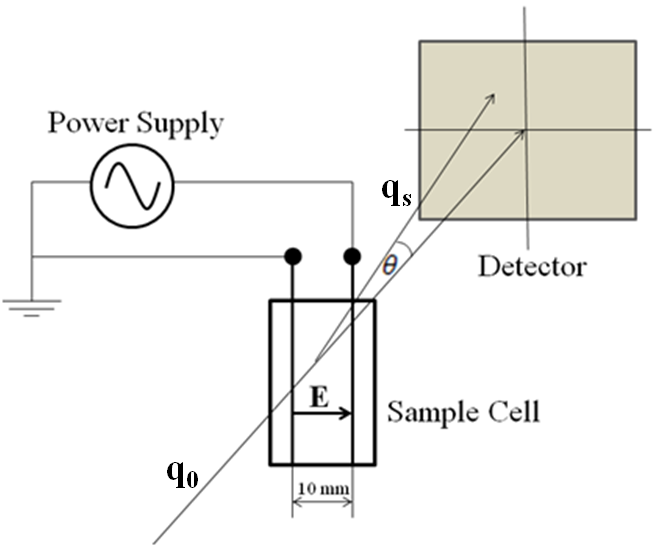 Power Supply
qs
θ
Detector
E
Sample Cell
q0
10 mm